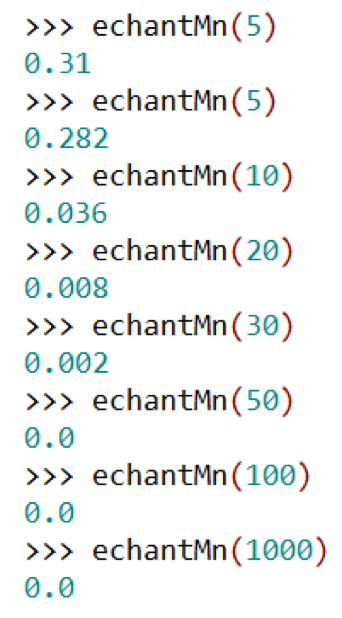 >>> echantMn(5)
0.31
>>> echantMn(5)
0.282
>>> echantMn(10)
0.036
>>> echantMn(20)
0.008
>>> echantMn(30)
0.002
>>> echantMn(50)
0.0
>>> echantMn(100)
0.0
>>> echantMn(1000)
0.0